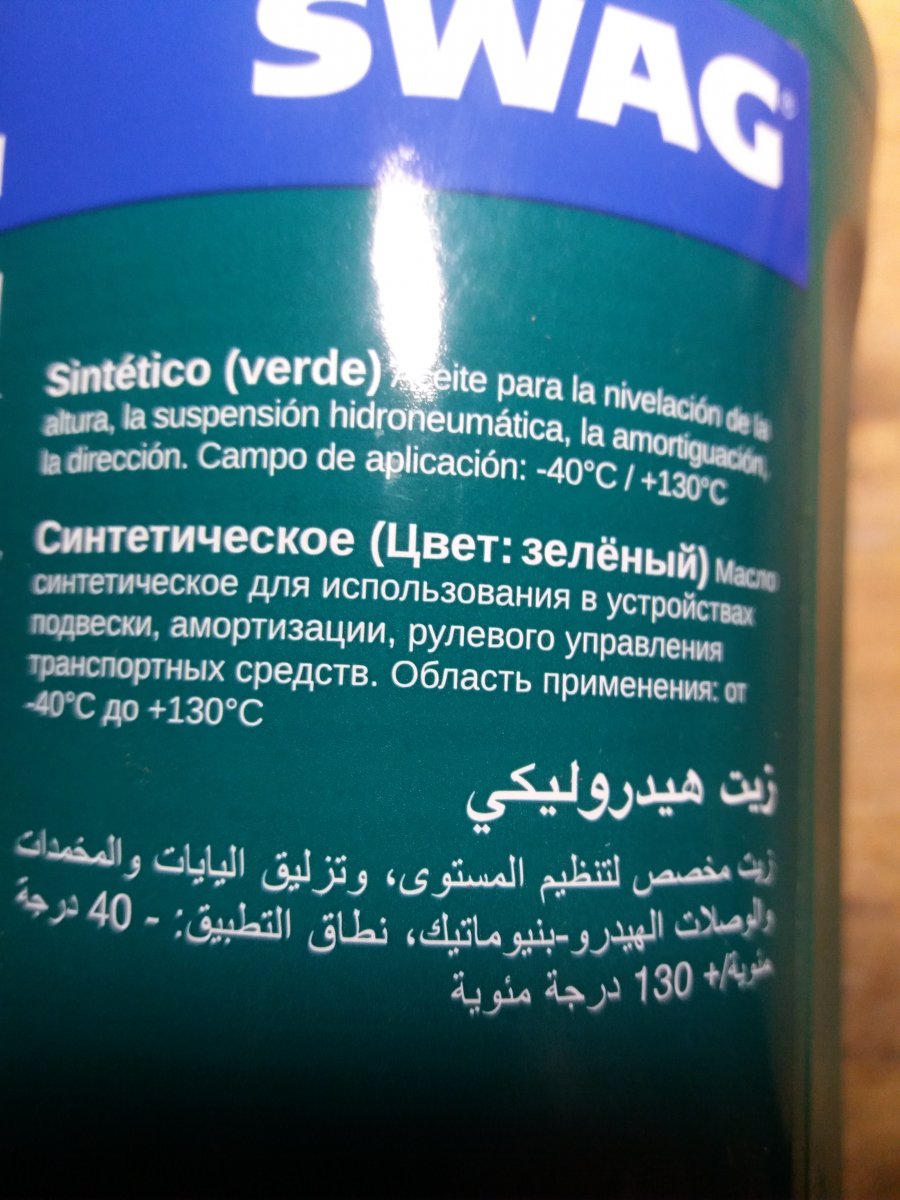 SWAG®
Sintético (verde) Aceite para la nivelación de la
altura, la suspensión hidroneumática, la amortiguación,
la dirección. Campo de aplicación: -40°C / +130°C
Синтетическое (Цвет: зелёный) Масло
синтетическое для использования в устройствах
подвески, амортизации, рулевого управления
транспортных средств. Область применения: от
-40°C до +130°C
زيت هيدروليكي
زيت مخصص لتنظيم المستوى، وتزليق اليايات والمخمدات
والوصلات الهيدرو-بنيوماتيك، نطاق التطبيق: - 40 درجة
مئوية/+ 130 درجة مئوية